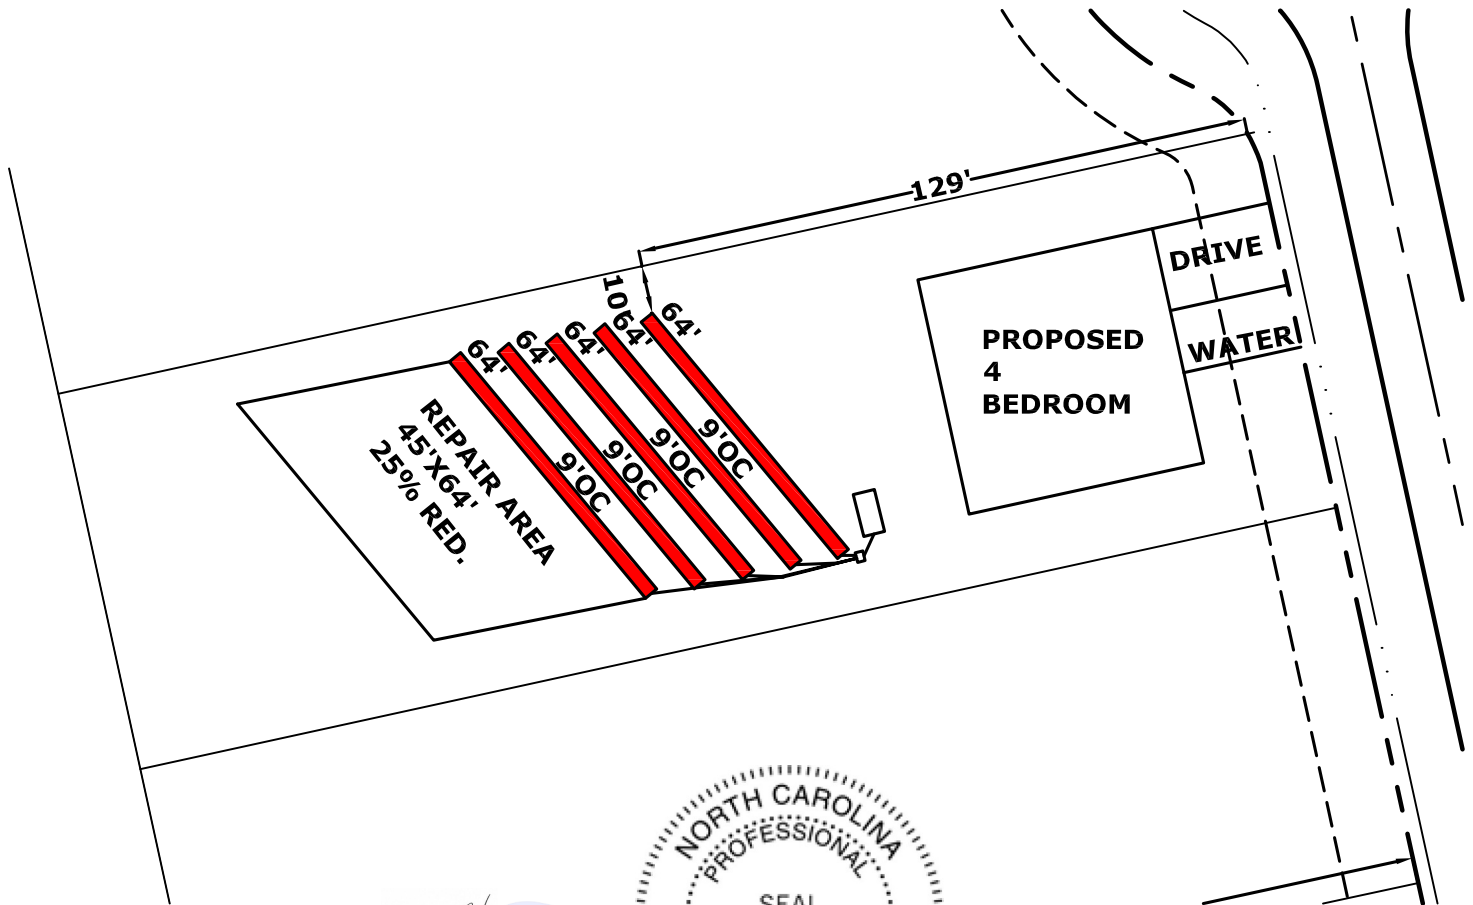 129'
DRIVE
10'
64'
64'
64'
64'
64'
PROPOSED
4
BEDROOM
WATER
REPAIR AREA
45'X64'
25% RED.
9'OC
9'OC
9'OC
9'OC
NORTH CAROLINA
PROFESSIONAL
SEAL